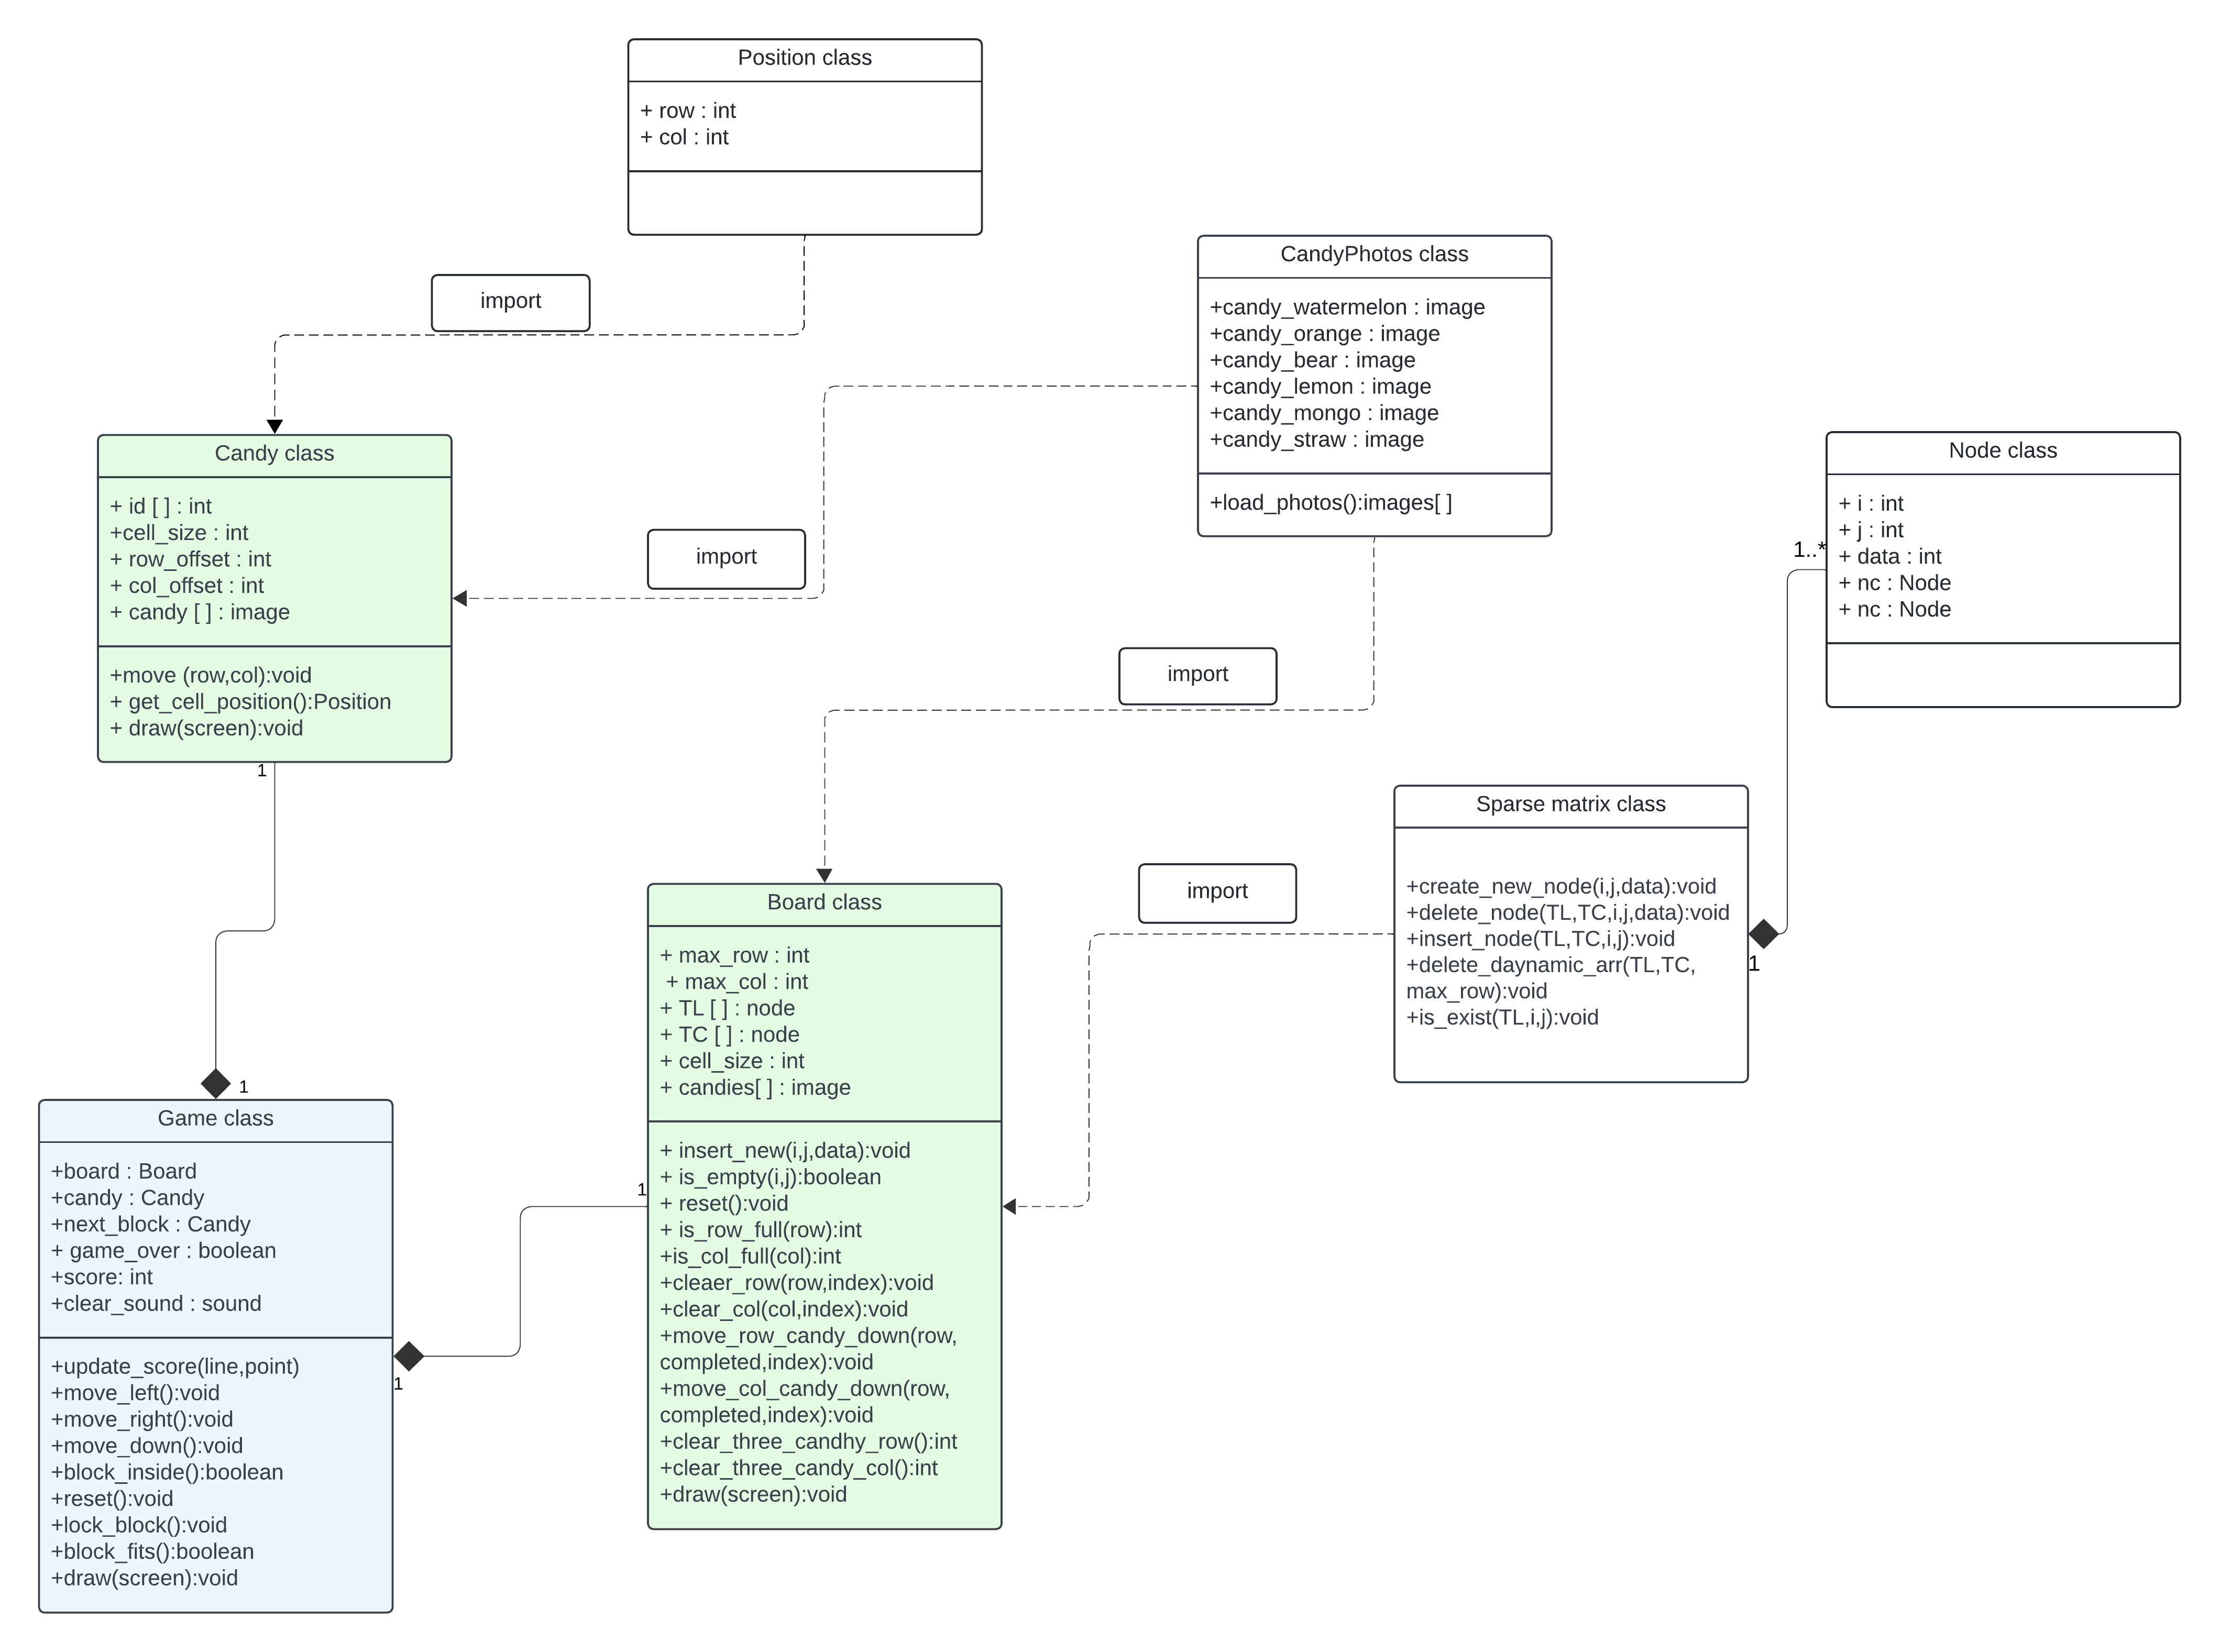 Position class
+ row : int
+ col : int
import
CandyPhotos class
+candy_watermelon : image
+candy_orange : image
+candy_bear : image
+candy_lemon : image
+candy_mongo : image
+candy_straw : image
+load_photos():images[ ]
Candy class
+ id [ ] : int
+cell_size : int
+ row_offset : int
+ col_offset : int
+ candy [ ] : image
+move (row,col):void
+ get_cell_position():Position
+ draw(screen):void
1
import
Node class
+ i : int
+ j : int
+ data : int
+ nc : Node
+ nc : Node
1..*
import
Sparse matrix class
+create_new_node(i,j,data):void
+delete_node(TL,TC,i,j,data):void
+insert_node(TL,TC,i,j):void
+delete_daynamic_arr(TL,TC,
max_row):void
+is_exist(TL,i,j):void
1
import
Board class
+ max_row : int
+ max_col : int
+ TL [ ] : node
+ TC [ ] : node
+ cell_size : int
+ candies[ ] : image
+ insert_new(i,j,data):void
+ is_empty(i,j):boolean
+ reset():void
+ is_row_full(row):int
+is_col_full(col):int
+cleaer_row(row,index):void
+clear_col(col,index):void
+move_row_candy_down(row,
completed,index):void
+move_col_candy_down(row,
completed,index):void
+clear_three_candhy_row():int
+clear_three_candy_col():int
+draw(screen):void
1
1
Game class
+board : Board
+candy : Candy
+next_block : Candy
+ game_over : boolean
+score: int
+clear_sound : sound
+update_score(line,point)
+move_left():void
+move_right():void
+move_down():void
+block_inside():boolean
+reset():void
+lock_block():void
+block_fits():boolean
+draw(screen):void
1